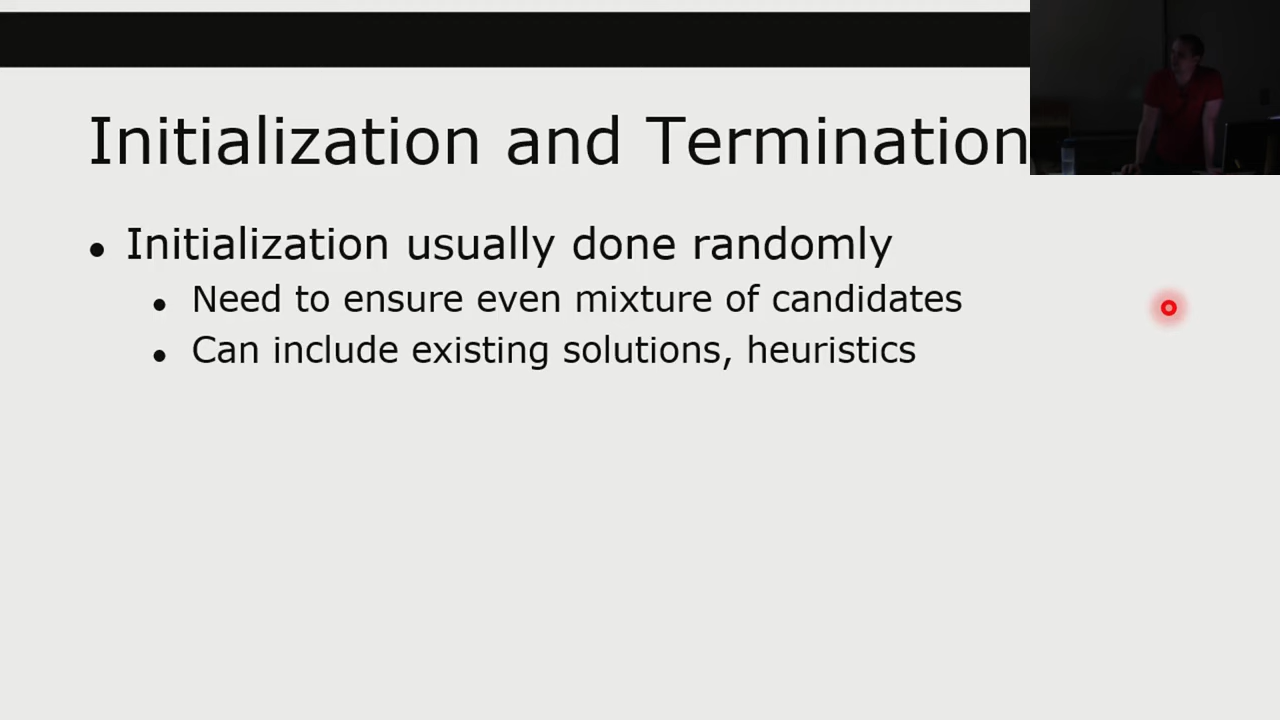 Initialization and Termination
Initialization usually done randomly
Need to ensure even mixture of candidates
Can include existing solutions, heuristics